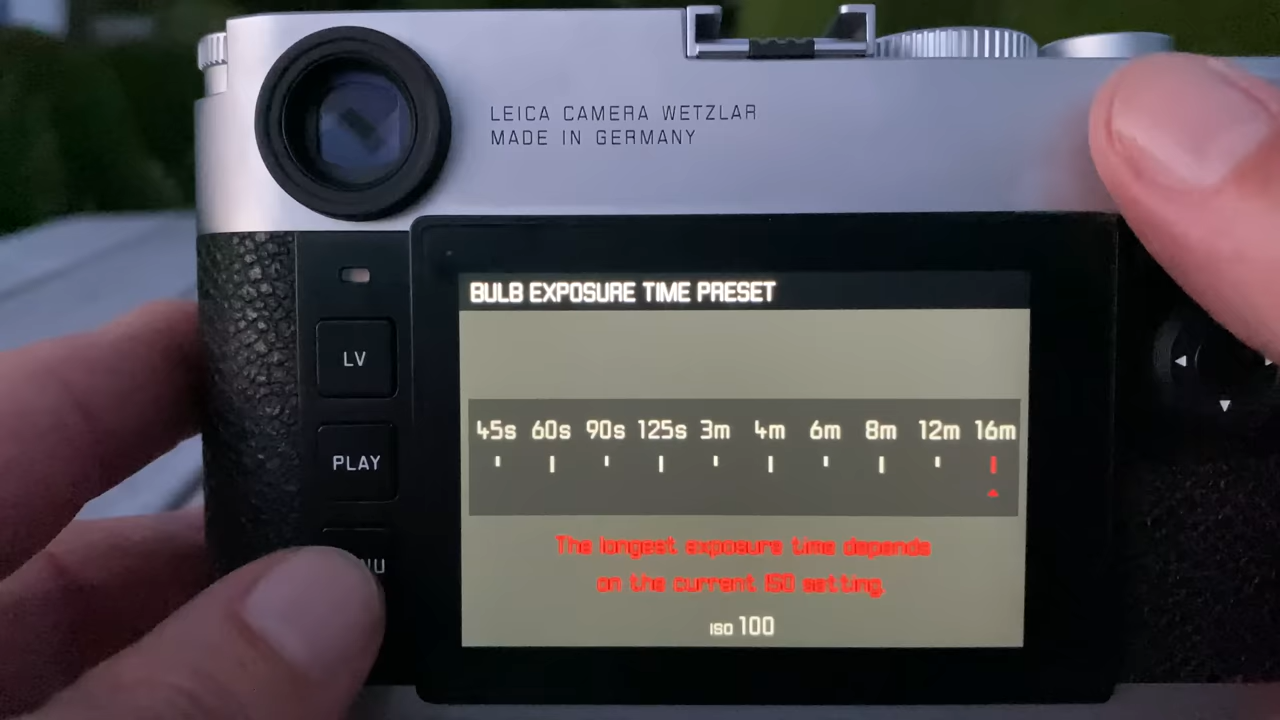 LEICA CAMERA WETZLAR
MADE IN GERMANY
LV
PLAY
NU
BULB EXPOSURE TIME PRESET
45s 60s 90s 125s 3m 4m 6m 8m 12m 16m
The longest exposure time depends
on the current ISO setting.
ISO 100